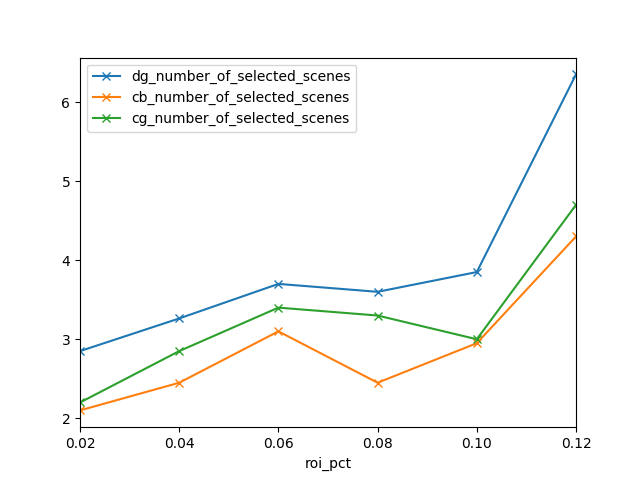 dg_number_of_selected_scenes
cb_number_of_selected_scenes
cg_number_of_selected_scenes
6
5
4
3
2
0.02 0.04 0.06 0.08 0.10 0.12
roi_pct